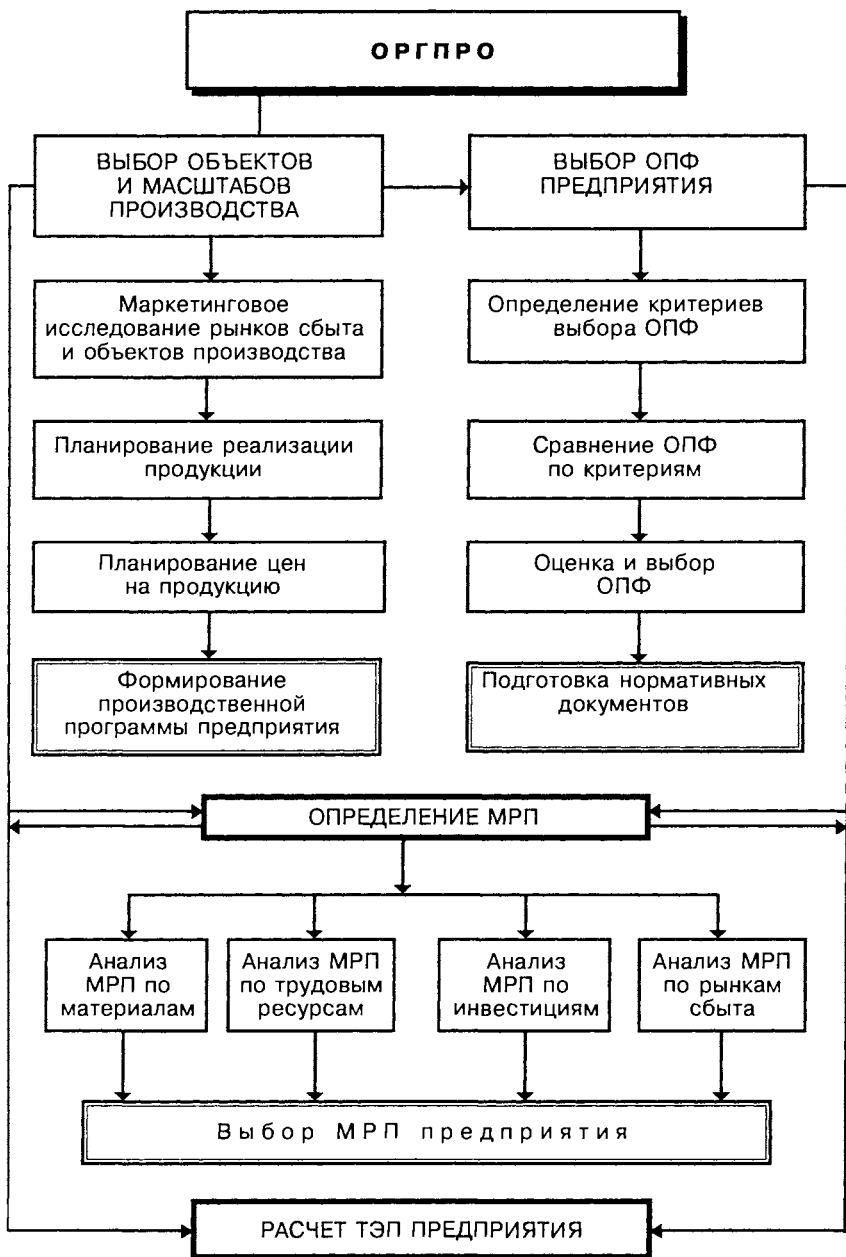 ОРГПРО
ВЫБОР ОБЪЕКТОВ
И МАСШТАБОВ
ПРОИЗВОДСТВА
ВЫБОР ОПФ
ПРЕДПРИЯТИЯ
Маркетинговое
исследование рынков сбыта
и объектов производства
Определение критериев
выбора ОПФ
Планирование реализации
продукции
Сравнение ОПФ
по критериям
Планирование цен
на продукцию
Оценка и выбор
ОПФ
Формирование
производственной
программы предприятия
Подготовка нормативных
документов
ОПРЕДЕЛЕНИЕ МРП
Анализ
МРП по
материалам
Анализ МРП
по трудовым
ресурсам
Анализ
МРП по
инвестициям
Анализ МРП
по рынкам
сбыта
Выбор МРП предприятия
РАСЧЕТ ТЭП ПРЕДПРИЯТИЯ